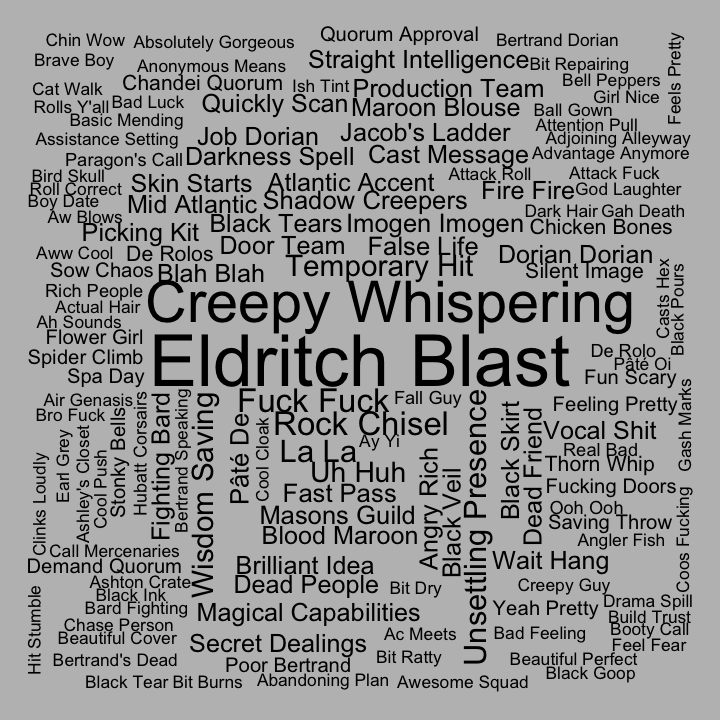 Chin Wow
Absolutely Gorgeous
Quorum Approval
Bertrand Dorian
Brave Boy
Anonymous Means
Straight Intelligence
Bit Repairing
Feels Pretty
Cat Walk
Chandei Quorum
Ish Tint
Production Team
Bell Peppers
Girl Nice
Rolls Y'all
Bad Luck
Quickly Scan
Maroon Blouse
Ball Gown
Basic Mending
Attention Pull
Assistance Setting
Job Dorian
Jacob's Ladder
Adjoining Alleyway
Paragon's Call
Darkness Spell
Cast Message
Advantage Anymore
Bird Skull
Attack Roll
Attack Fuck
Roll Correct
Skin Starts
Atlantic Accent
Fire Fire
God Laughter
Boy Date
Mid Atlantic
Shadow Creepers
Aw Blows
Dark Hair
Gah Death
Picking Kit
Black Tears
Imogen Imogen
Chicken Bones
Aww Cool
De Rolos
Door Team
False Life
Dorian Dorian
Sow Chaos
Blah Blah
Temporary Hit
Silent Image
Casts Hex
Black Pours
Rich People
Creepy Whispering
Actual Hair
Ah Sounds
Flower Girl
Eldritch Blast
De Rolo
Spider Climb
Pâté Oi
Spa Day
Fun Scary
Air Genasis
Fuck Fuck
Fall Guy
Feeling Pretty
Gash Marks
Bro Fuck
Rock Chisel
Vocal Shit
Clinks Loudly
Earl Grey
Ashley's Closet
Cool Push
Stonky Bells
Hubatt Corsairs
Fighting Bard
Bertrand Speaking
Wisdom Saving
Pâté De
Cool Cloak
La La
Ay Yi
Angry Rich
Black Veil
Unsettling Presence
Black Skirt
Dead Friend
Real Bad
Uh Huh
Thorn Whip
Fast Pass
Fucking Doors
Masons Guild
Ooh Ooh
Saving Throw
Coos Fucking
Blood Maroon
Angler Fish
Call Mercenaries
Demand Quorum
Brilliant Idea
Wait Hang
Ashton Crate
Dead People
Bit Dry
Creepy Guy
Black Ink
Hit Stumble
Bard Fighting
Magical Capabilities
Yeah Pretty
Drama Spill
Chase Person
Build Trust
Beautiful Cover
Secret Dealings
Ac Meets
Bad Feeling
Booty Call
Feel Fear
Bertrand's Dead
Poor Bertrand
Bit Ratty
Beautiful Perfect
Black Tear
Bit Burns
Abandoning Plan
Awesome Squad
Black Goop